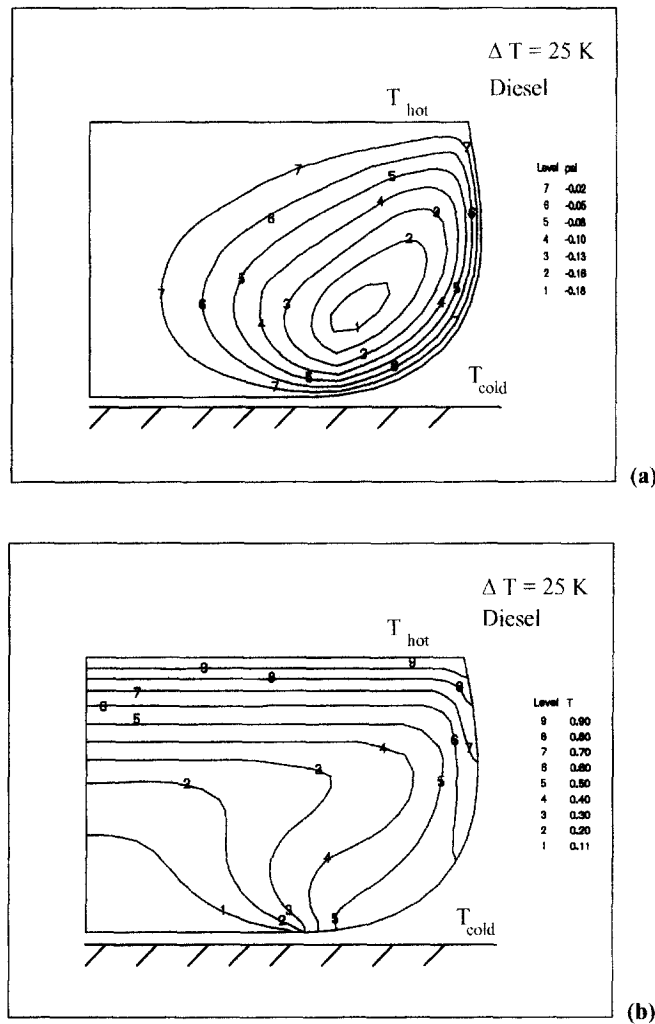 Δ T = 25 K
Diesel
T hot
Level psi
7 -0.02
6 -0.05
5 -0.08
4 -0.10
3 -0.13
2 -0.16
1 -0.18
T cold
(a)
Δ T = 25 K
Diesel
T hot
Level T
9 0.90
8 0.80
7 0.70
6 0.60
5 0.50
4 0.40
3 0.30
2 0.20
1 0.11
T cold
(b)